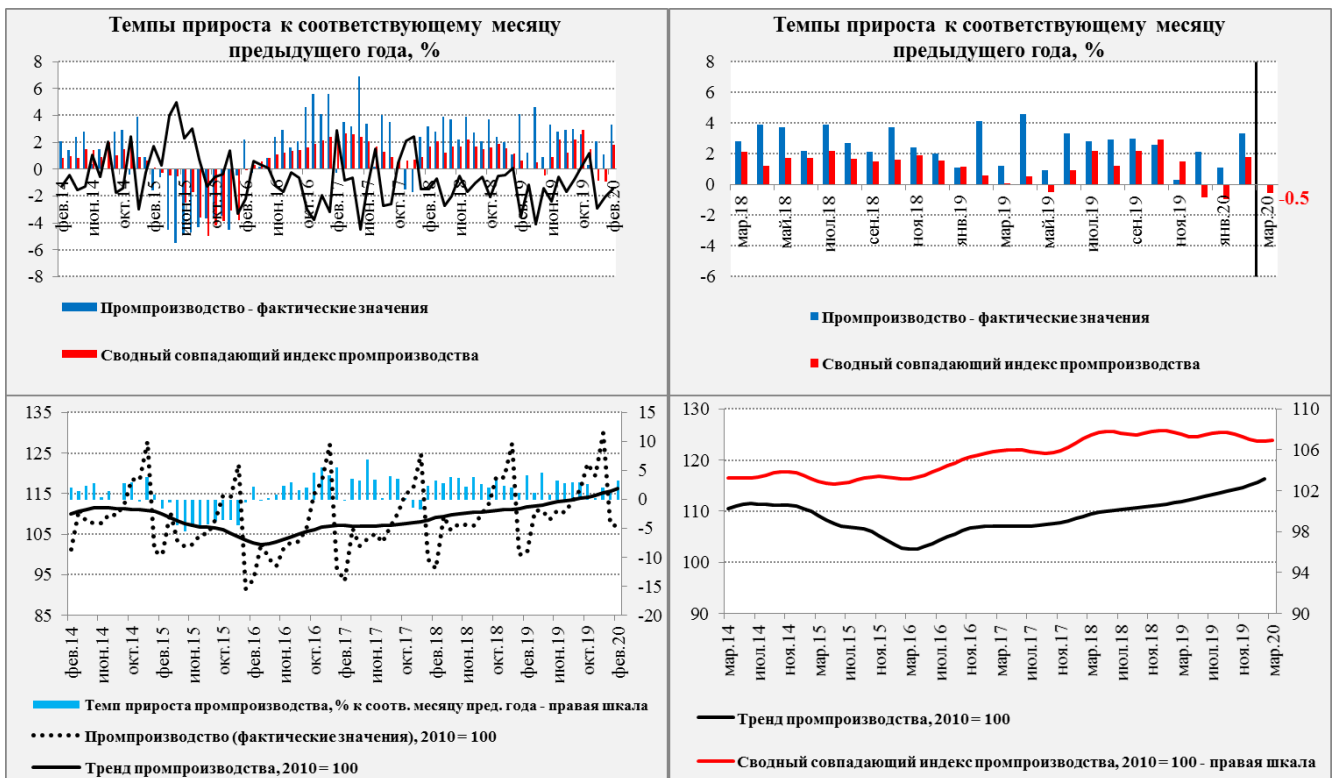 Темпы прироста к соответствующему месяцу
предыдущего года, %
8
6
4
2
0
-2
-4
-6
-8
фев.14
июн.14
окт.14
фев.15
июн.15
окт.15
фев.16
июн.16
окт.16
фев.17
июн.17
окт.17
фев.18
июн.18
окт.18
фев.19
июн.19
окт.19
фев.20
Промпроизводство - фактические значения
Сводный совпадающий индекс промпроизводства
Темпы прироста к соответствующему месяцу
предыдущего года, %
8
6
4
2
0
-2
-4
-6
мар.18
май.18
июл.18
сен.18
ноя.18
янв.19
мар.19
май.19
июл.19
сен.19
ноя.19
янв.20
мар.20
-0.5
Промпроизводство - фактические значения
Сводный совпадающий индекс промпроизводства
135
125
115
105
95
85
15
10
5
0
-5
-10
-15
-20
фев.14
июн.14
окт.14
фев.15
июн.15
окт.15
фев.16
июн.16
окт.16
фев.17
июн.17
окт.17
фев.18
июн.18
окт.18
фев.19
июн.19
окт.19
фев.20
Темп прироста промпроизводства, % к соотв. месяцу пред. года - правая шкала
Промпроизводство (фактические значения), 2010 = 100
Тренд промпроизводства, 2010 = 100
130
120
110
100
90
110
106
102
98
94
90
мар.14
июл.14
ноя.14
мар.15
июл.15
ноя.15
мар.16
июл.16
ноя.16
мар.17
июл.17
ноя.17
мар.18
июл.18
ноя.18
мар.19
июл.19
ноя.19
мар.20
Тренд промпроизводства, 2010 = 100
Сводный совпадающий индекс промпроизводства, 2010 = 100 - правая шкала